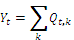 Y_t = \sum_k Q_{t,k}